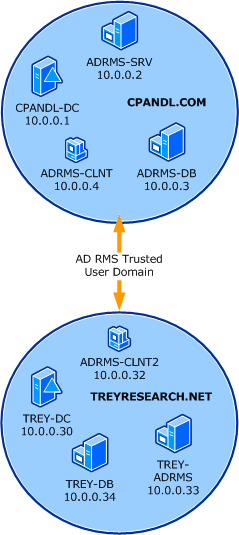 ADRMS-SRV
10.0.0.2
CPANDL-DC
10.0.0.1
CPANDL.COM
ADRMS-CLNT
10.0.0.4
ADRMS-DB
10.0.0.3
AD RMS Trusted
User Domain
ADRMS-CLNT2
10.0.0.32
TREYRESEARCH.NET
TREY-DC
10.0.0.30
TREY-DB
10.0.0.34
TREY-
ADRMS
10.0.0.33